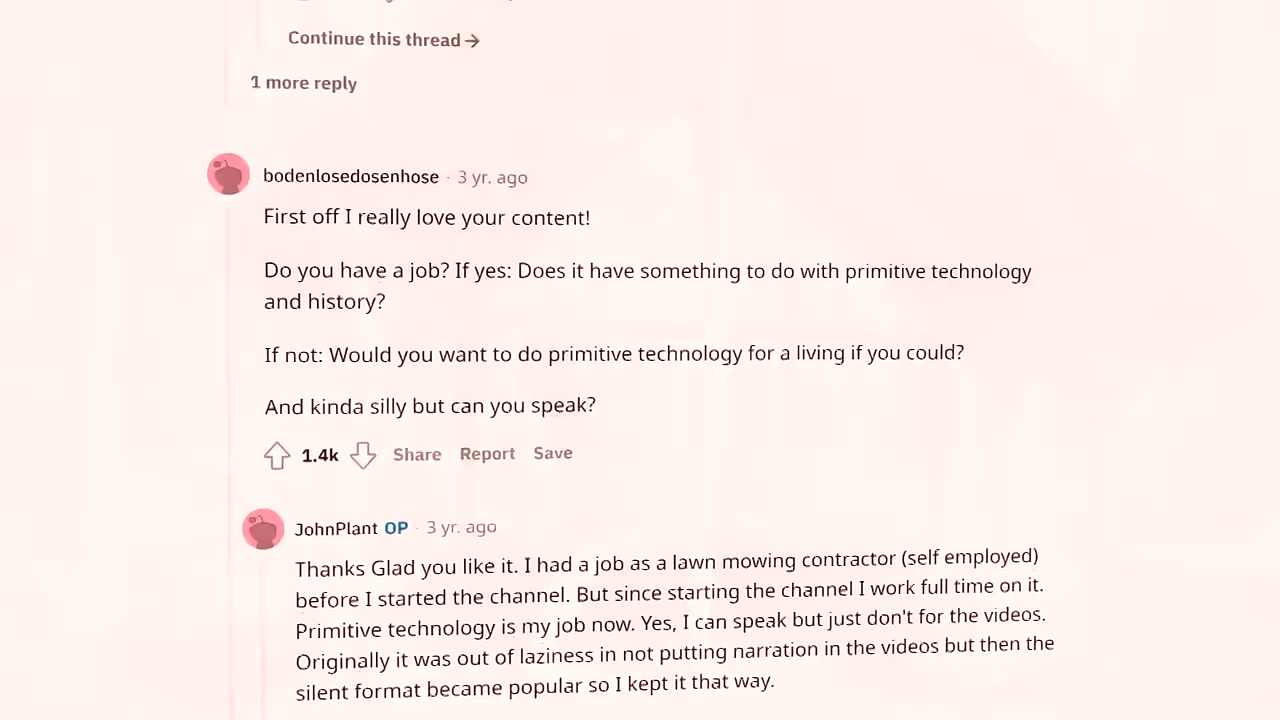 Continue this thread →
1 more reply
bodenlosedosenhose · 3 yr. ago
First off I really love your content!
Do you have a job? If yes: Does it have something to do with primitive technology
and history?
If not: Would you want to do primitive technology for a living if you could?
And kinda silly but can you speak?
1.4k Share Report Save
JohnPlant OP · 3 yr. ago
Thanks Glad you like it. I had a job as a lawn mowing contractor (self employed)
before I started the channel. But since starting the channel I work full time on it.
Primitive technology is my job now. Yes, I can speak but just don't for the videos.
Originally it was out of laziness in not putting narration in the videos but then the
silent format became popular so I kept it that way.